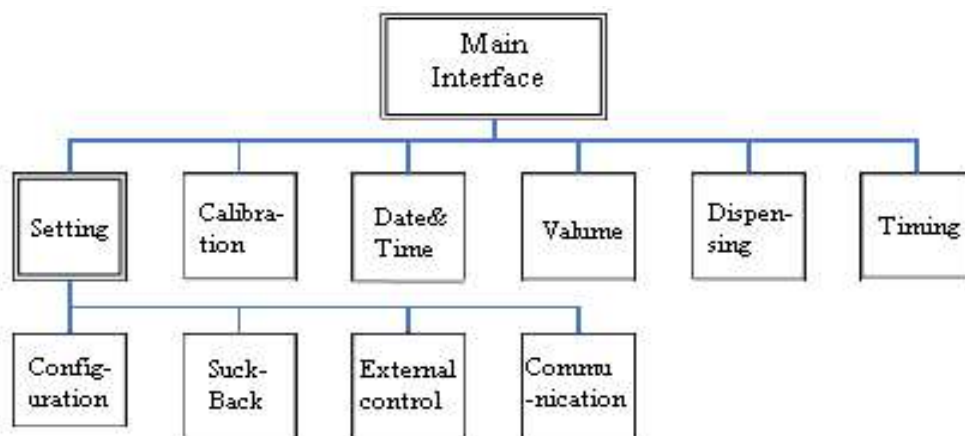 Main
Interface
Setting
Calibra-
tion
Date&
Time
Valume
Dispen-
sing
Timing
Config-
uration
Suck-
Back
External
control
Commu
-nication